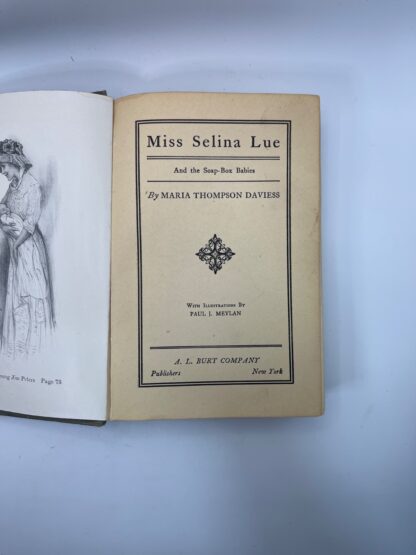 Page 73
Miss Selina Lue
And the Soap-Box Babies
By MARIA THOMPSON DAVIESS
WITH ILLUSTRATIONS BY
PAUL J. MEYLAN
A. L. BURT COMPANY
Publishers New York